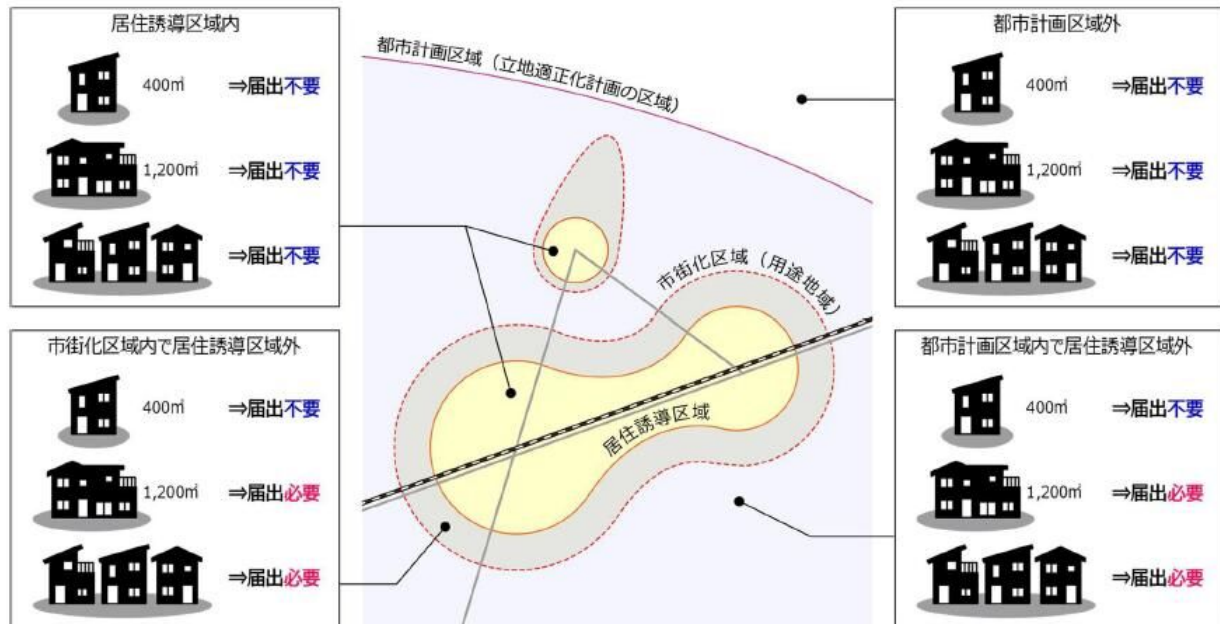 居住誘導区域内
400㎡ ⇒届出不要
1,200㎡ ⇒届出不要
⇒届出不要
市街化区域内で居住誘導区域外
400㎡ ⇒届出不要
1,200㎡ ⇒届出必要
⇒届出必要
都市計画区域（立地適正化計画の区域）
市街化区域（用途地域）
居住誘導区域
都市計画区域外
400㎡ ⇒届出不要
1,200㎡ ⇒届出不要
⇒届出不要
都市計画区域内で居住誘導区域外
400㎡ ⇒届出不要
1,200㎡ ⇒届出必要
⇒届出必要